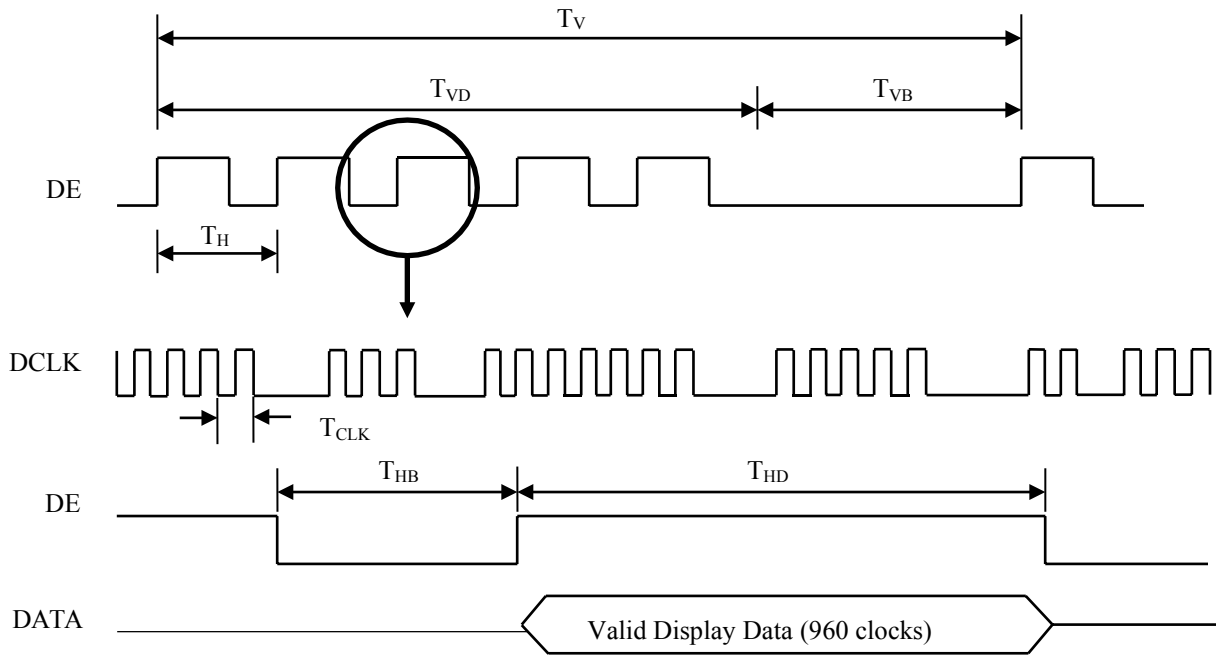 TV
TVD
TVB
DE
TH
DCLK
TCLK
THB
THD
DE
DATA
Valid Display Data (960 clocks)